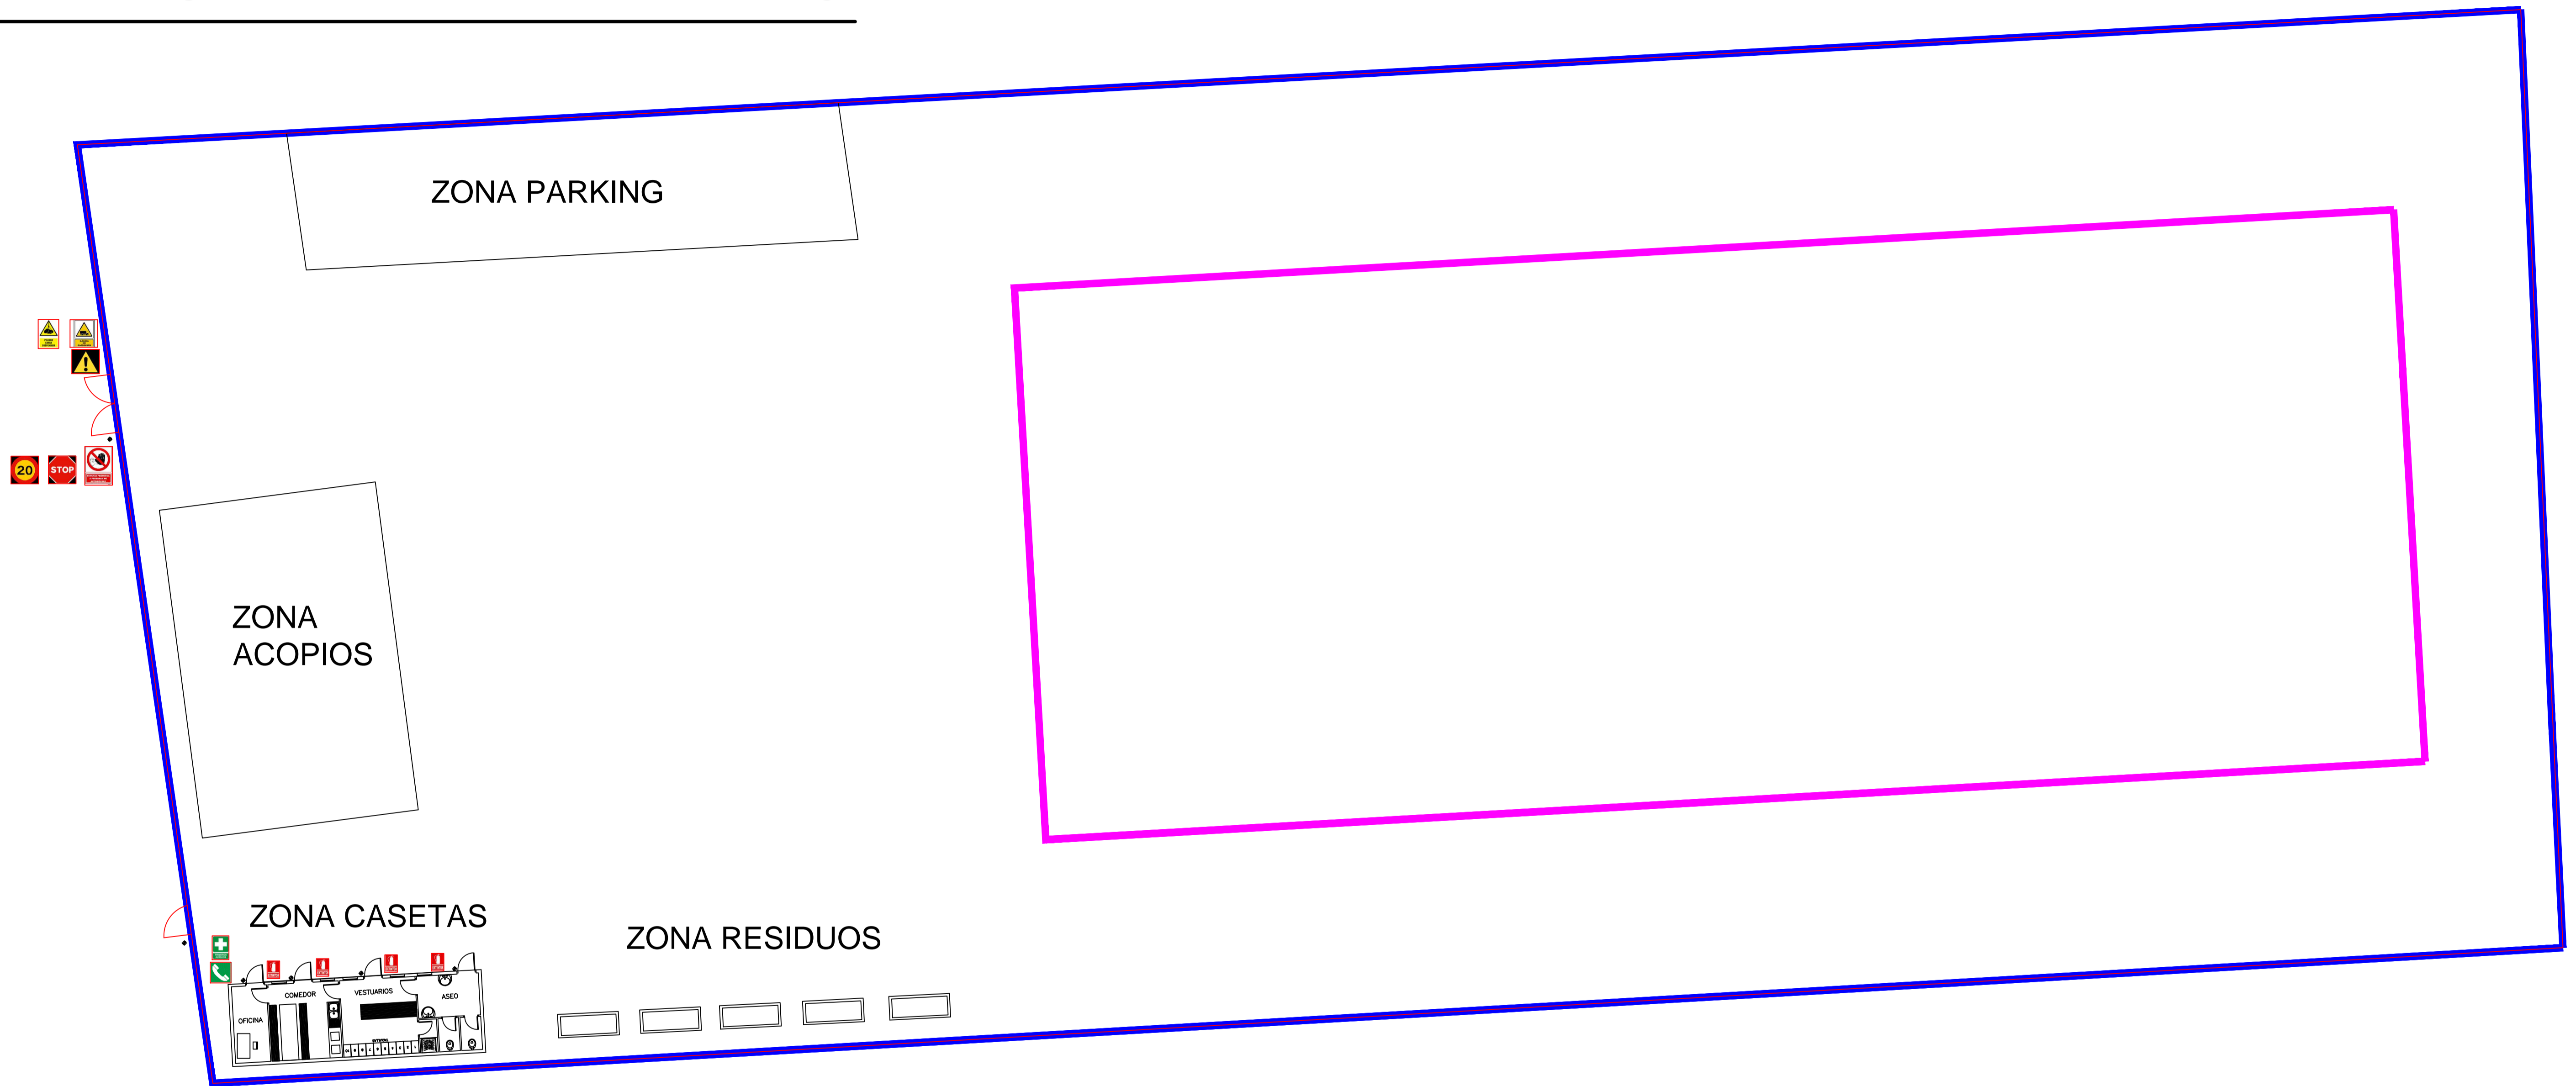 ZONA PARKING
20
STOP
ZONA
ACOPIOS
ZONA CASETAS
ZONA RESIDUOS
COMEDOR
VESTUARIOS
ASEO
OFICINA